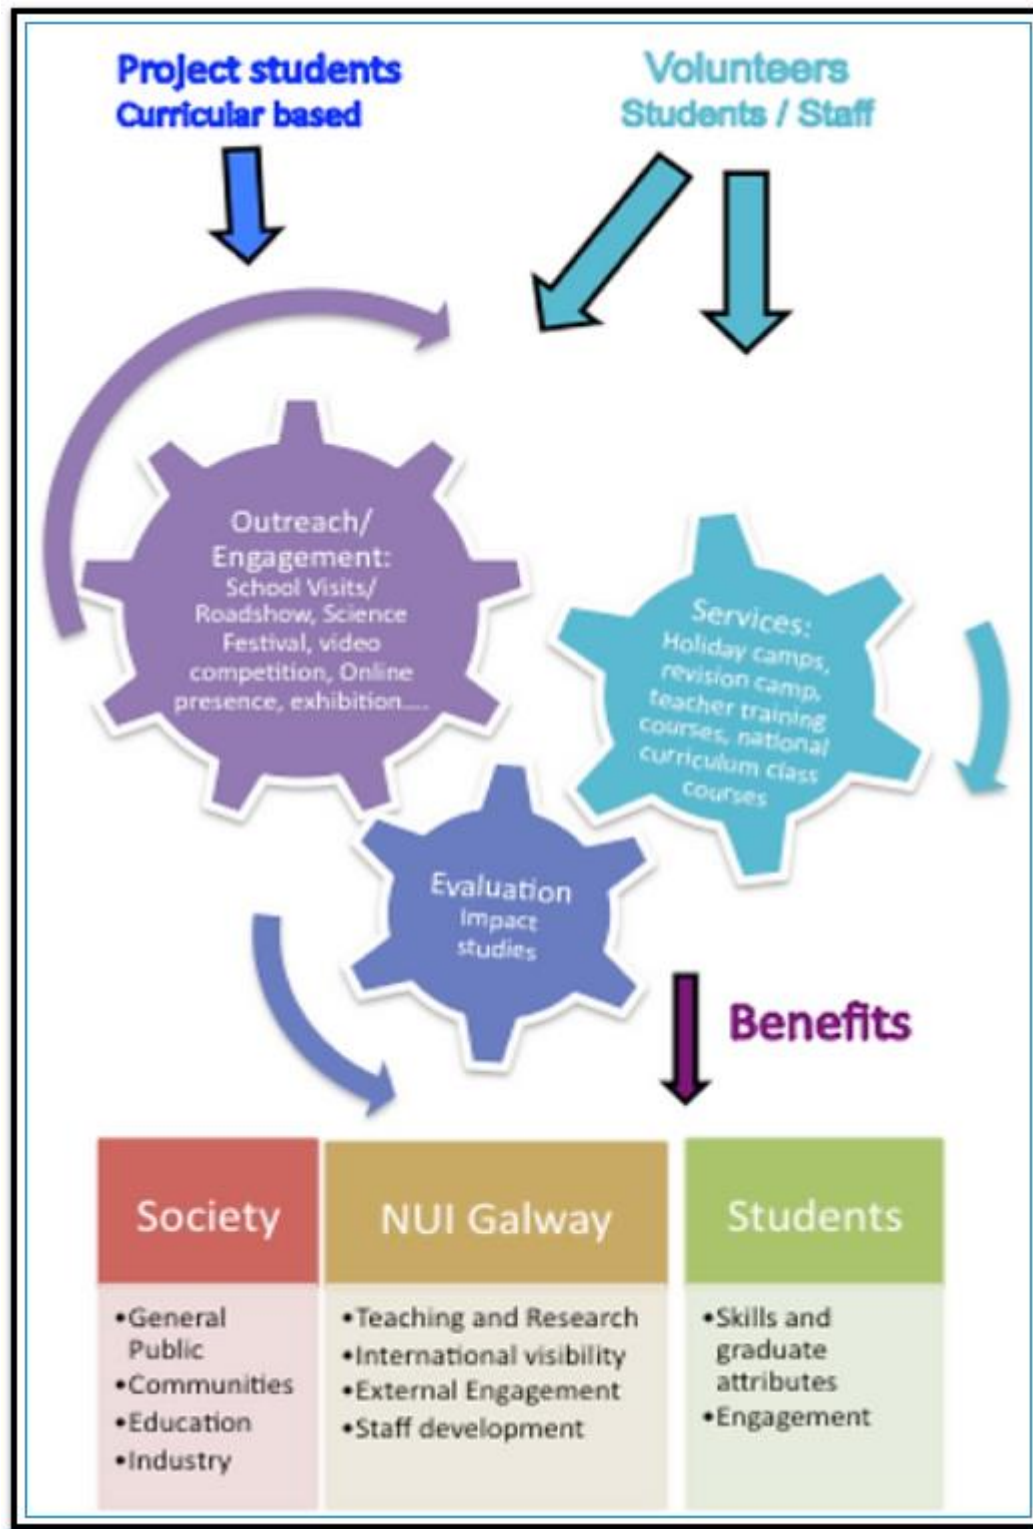 Project students
Curricular based
Volunteers
Students / Staff
Outreach/
Engagement:
School Visits/
Roadshow, Science
Festival, video
competition, Online
presence, exhibition....
Services:
Holiday camps,
revision camp,
teacher training
courses, national
curriculum class
courses
Evaluation
Impact
studies
Benefits
Society
•General
Public
•Communities
•Education
•Industry
NUI Galway
•Teaching and Research
•International visibility
•External Engagement
•Staff development
Students
•Skills and
graduate
attributes
•Engagement